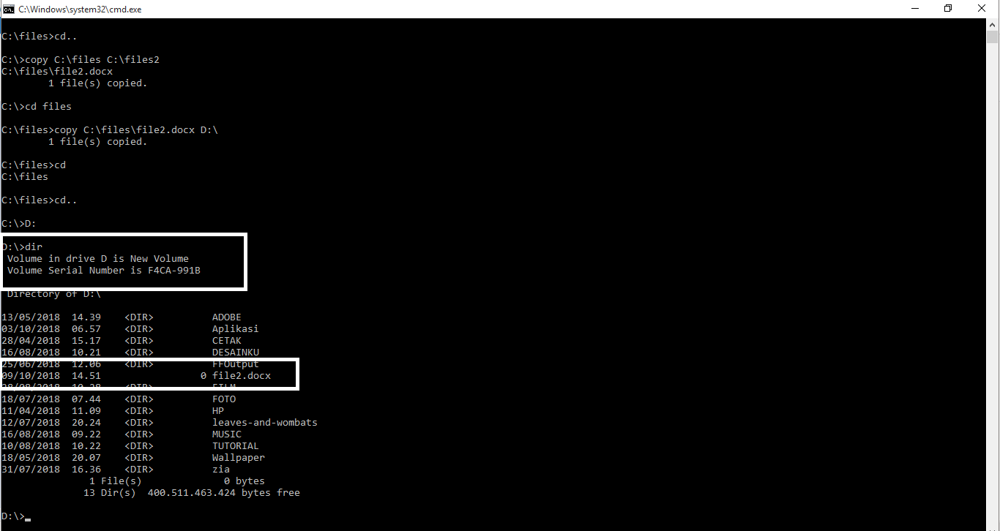 C:\Windows\system32\cmd.exe
C:\files>cd..
C:\>copy C:\files C:\files2
C:\files\file2.docx
        1 file(s) copied.
C:\>cd files
C:\files>copy C:\files\file2.docx D:\
        1 file(s) copied.
C:\files>cd
C:\files
C:\files>cd..
C:\>D:
D:\>dir
 Volume in drive D is New Volume
 Volume Serial Number is F4CA-991B
 Directory of D:\
13/05/2018  14.39    <DIR>          ADOBE
03/10/2018  06.57    <DIR>          Aplikasi
28/04/2018  15.17    <DIR>          CETAK
16/08/2018  10.21    <DIR>          DESAINKU
25/06/2018  12.06    <DIR>          FFOutput
09/10/2018  14.51                 0 file2.docx
28/08/2018  10.28    <DIR>          FILM
18/07/2018  07.44    <DIR>          FOTO
11/04/2018  11.09    <DIR>          HP
12/07/2018  20.24    <DIR>          leaves-and-wombats
16/08/2018  09.22    <DIR>          MUSIC
10/08/2018  10.22    <DIR>          TUTORIAL
18/05/2018  20.07    <DIR>          Wallpaper
31/07/2018  16.36    <DIR>          zia
               1 File(s)              0 bytes
              13 Dir(s)  400.511.463.424 bytes free
D:\>